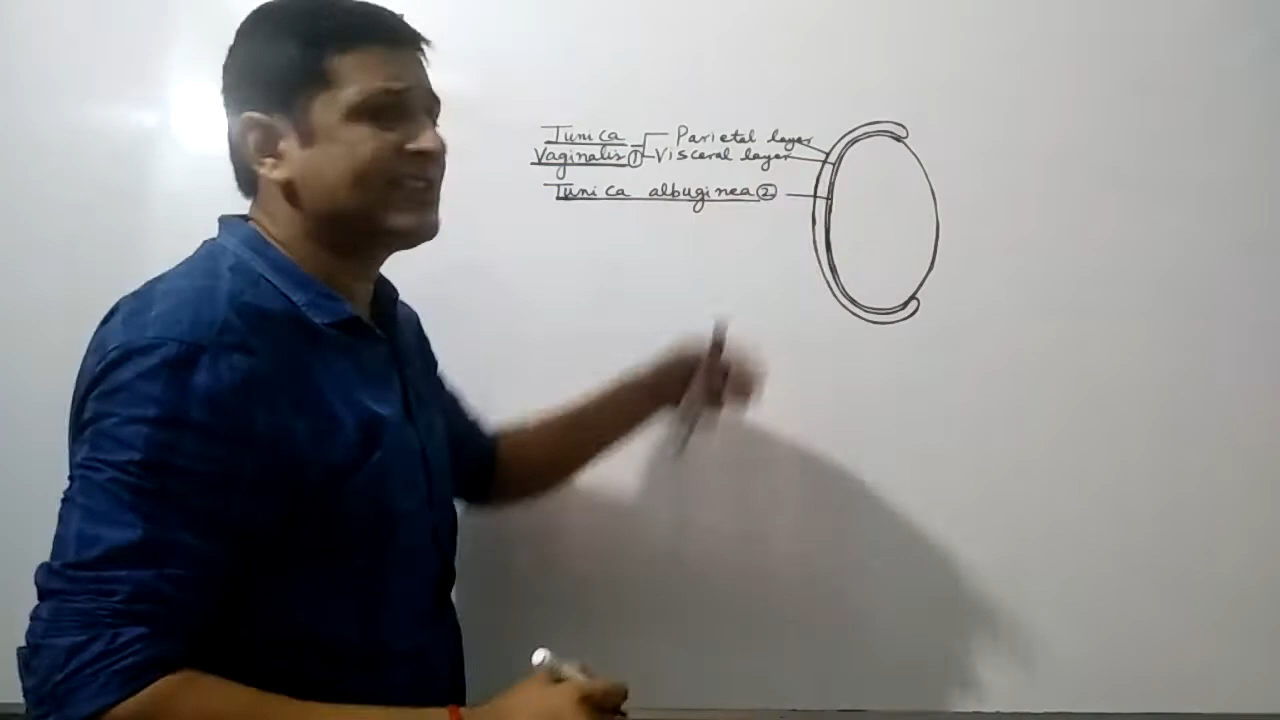 Tunica Parietal layer
Vaginalis ① Visceral layer
Tunica albuginea ②